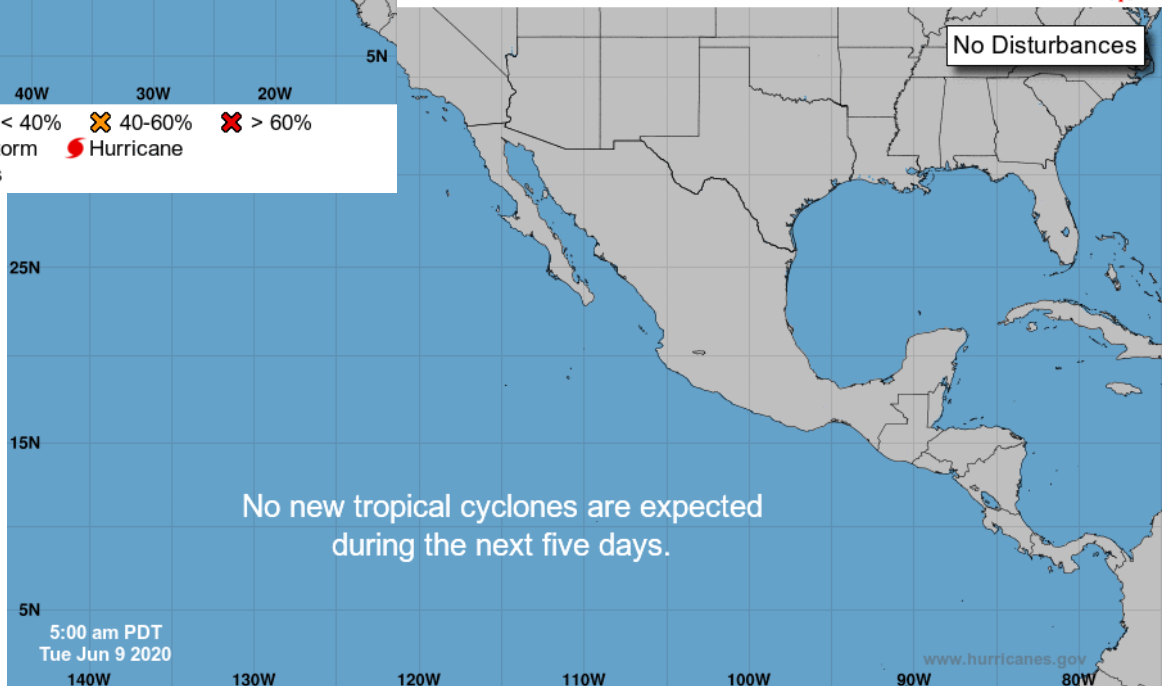 No Disturbances
5N
40W 30W 20W
< 40% 40-60% > 60%
orm Hurricane
25N
15N
No new tropical cyclones are expected
during the next five days.
5N
5:00 am PDT
Tue Jun 9 2020
www.hurricanes.gov
140W 130W 120W 110W 100W 90W 80W